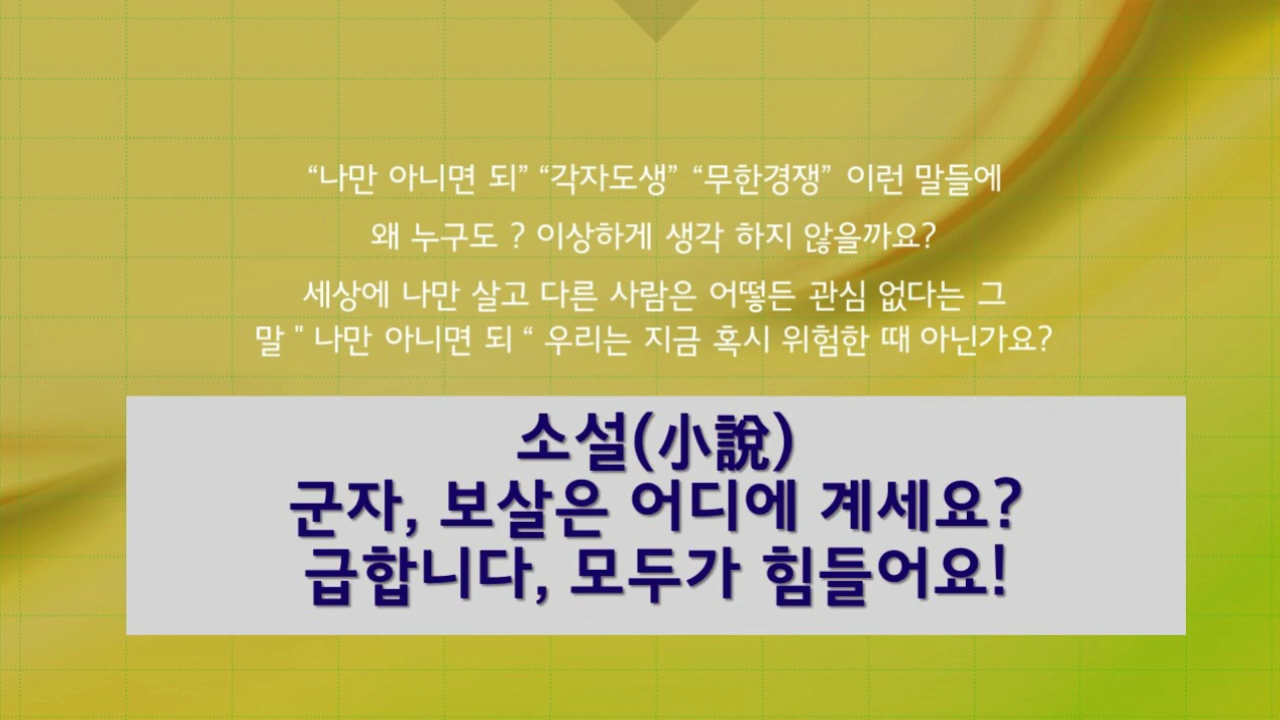 “나만 아니면 되” “각자도생” “무한경쟁” 이런 말들에
왜 누구도 ? 이상하게 생각 하지 않을까요?
세상에 나만 살고 다른 사람은 어떻든 관심 없다는 그
말 " 나만 아니면 되 “ 우리는 지금 혹시 위험한 때 아닌가요?
소설(小說)
군자, 보살은 어디에 계세요?
급합니다, 모두가 힘들어요!